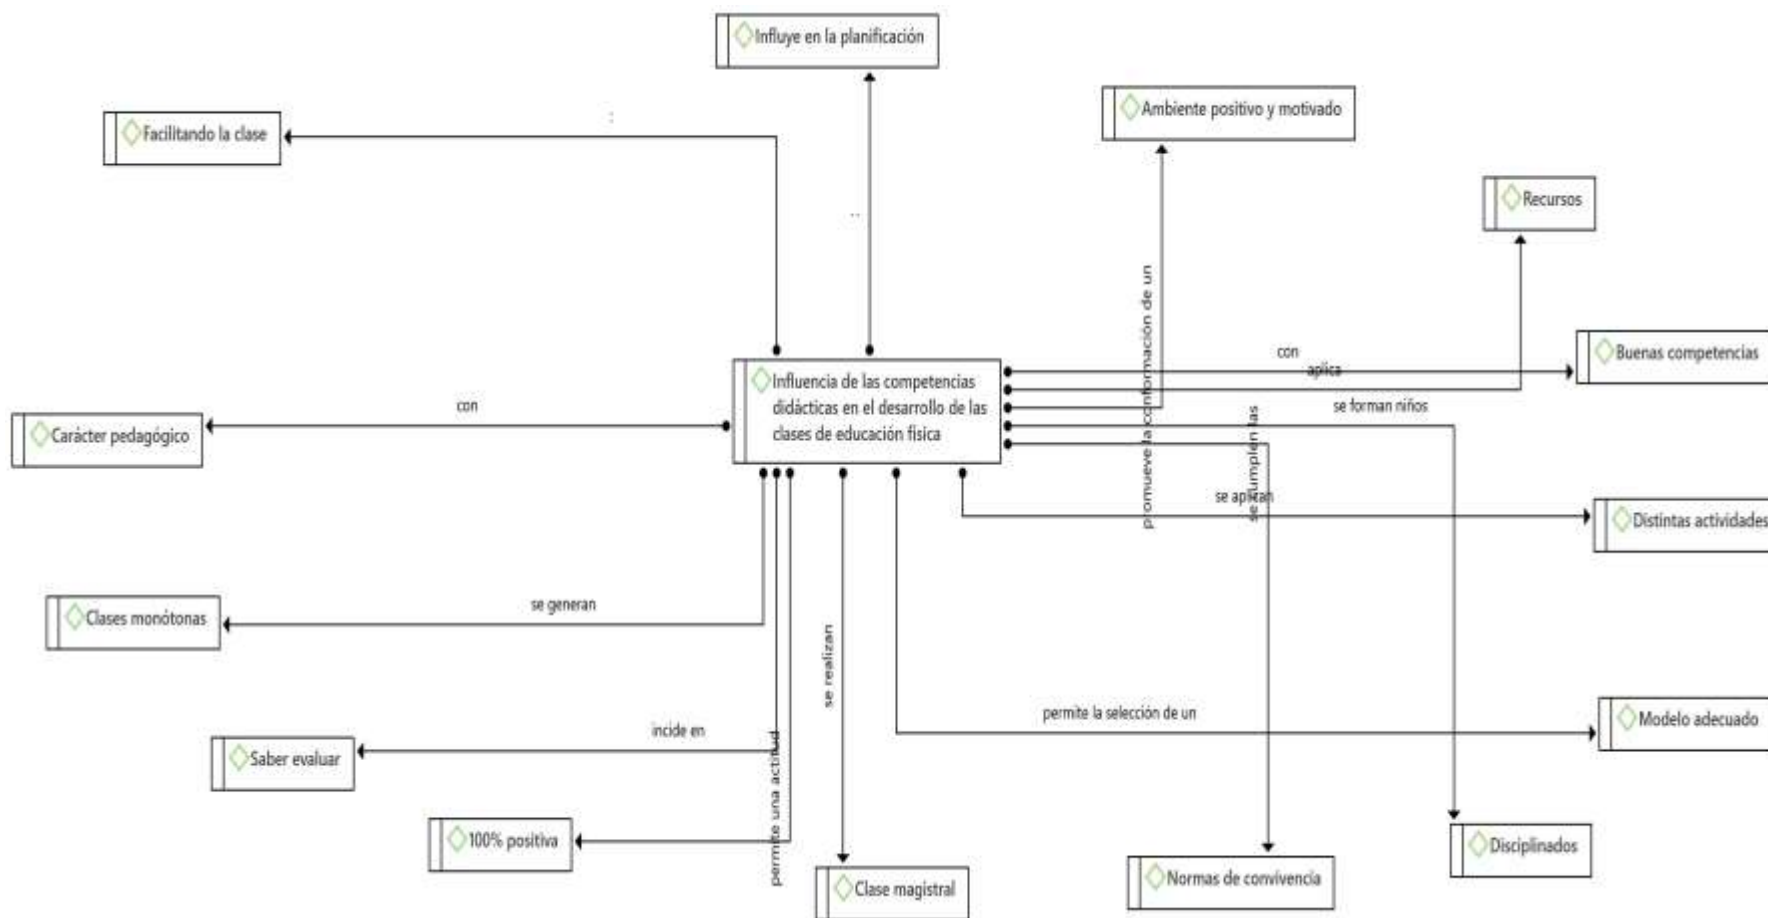 Influye en la planificación
Ambiente positivo y motivado
Facilitando la clase
:
Recursos
..
promueve la conformación de un
con
Buenas competencias
aplica
Influencia de las competencias
didácticas en el desarrollo de las
clases de educación física
con
se forman niños
Carácter pedagógico
se cumplen las
se aplican
Distintas actividades
Clases monótonas
se generan
se realizan
permite la selección de un
Modelo adecuado
incide en
Saber evaluar
permite una actitud
100% positiva
Disciplinados
Clase magistral
Normas de convivencia